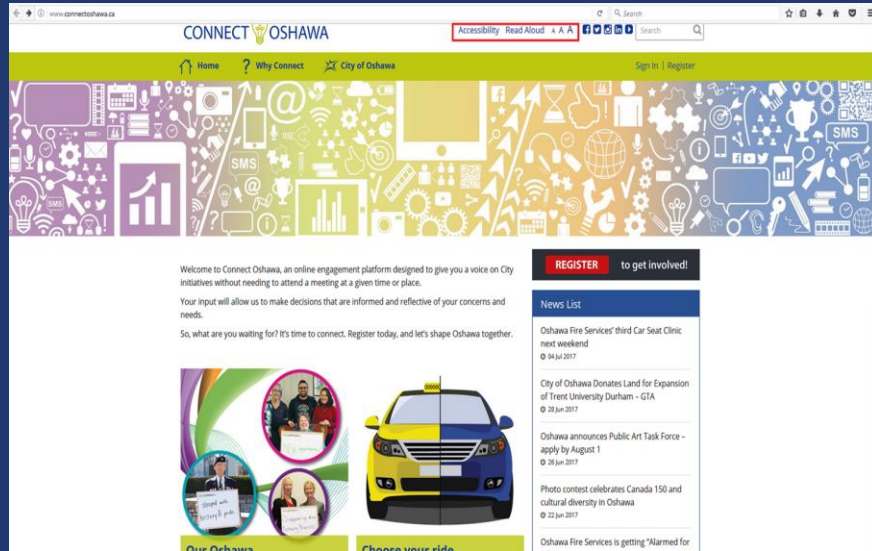 www.connectoshawa.ca
Search
CONNECT OSHAWA
Accessibility Read Aloud A A A
Search
Home
? Why Connect
City of Oshawa
Sign In | Register
SMS
SMS
SMS
Welcome to Connect Oshawa, an online engagement platform designed to give you a voice on City
initiatives without needing to attend a meeting at a given time or place.
Your input will allow us to make decisions that are informed and reflective of your concerns and
needs.
So, what are you waiting for? It's time to connect. Register today, and let's shape Oshawa together.
REGISTER to get involved!
News List
Oshawa Fire Services' third Car Seat Clinic
next weekend
04 Jul 2017
City of Oshawa Donates Land for Expansion
of Trent University Durham – GTA
28 Jun 2017
Oshawa announces Public Art Task Force –
apply by August 1
26 Jun 2017
Photo contest celebrates Canada 150 and
cultural diversity in Oshawa
22 Jun 2017
Oshawa Fire Services is getting "Alarmed for
steeped with
history & pride
Our Oshawa
Choose your ride